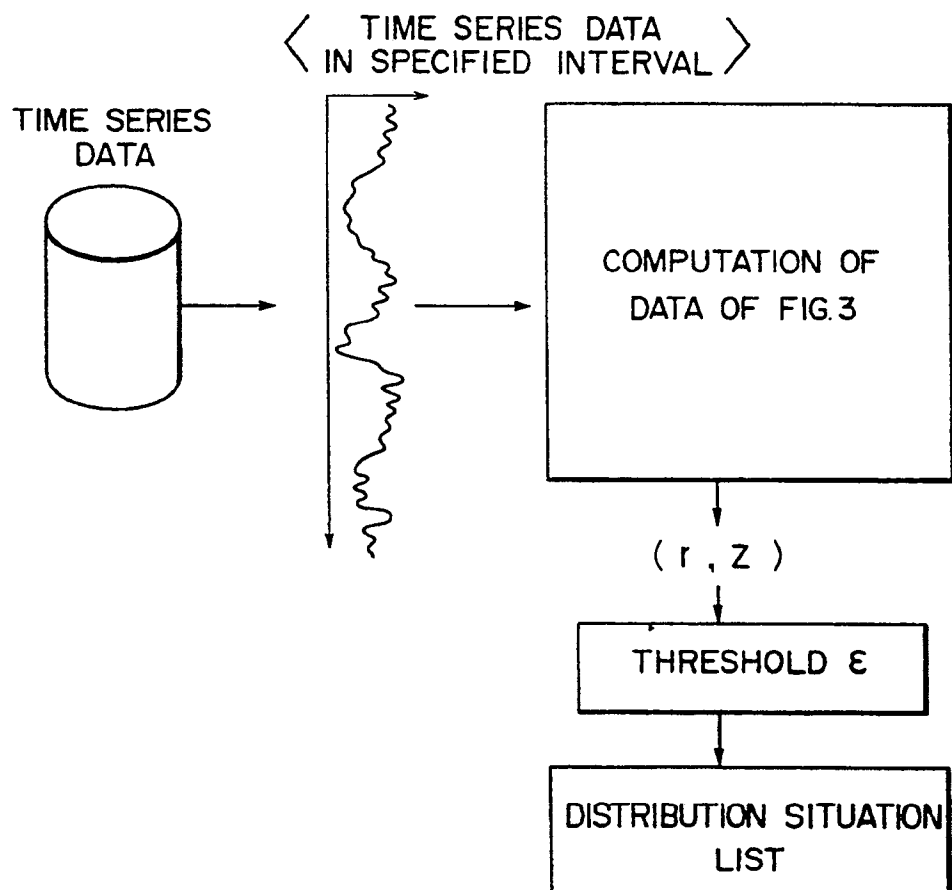 〈 TIME SERIES DATA
IN SPECIFIED INTERVAL 〉
TIME SERIES
DATA
COMPUTATION OF
DATA OF FIG.3
( r , Z )
THRESHOLD ε
DISTRIBUTION SITUATION
LIST